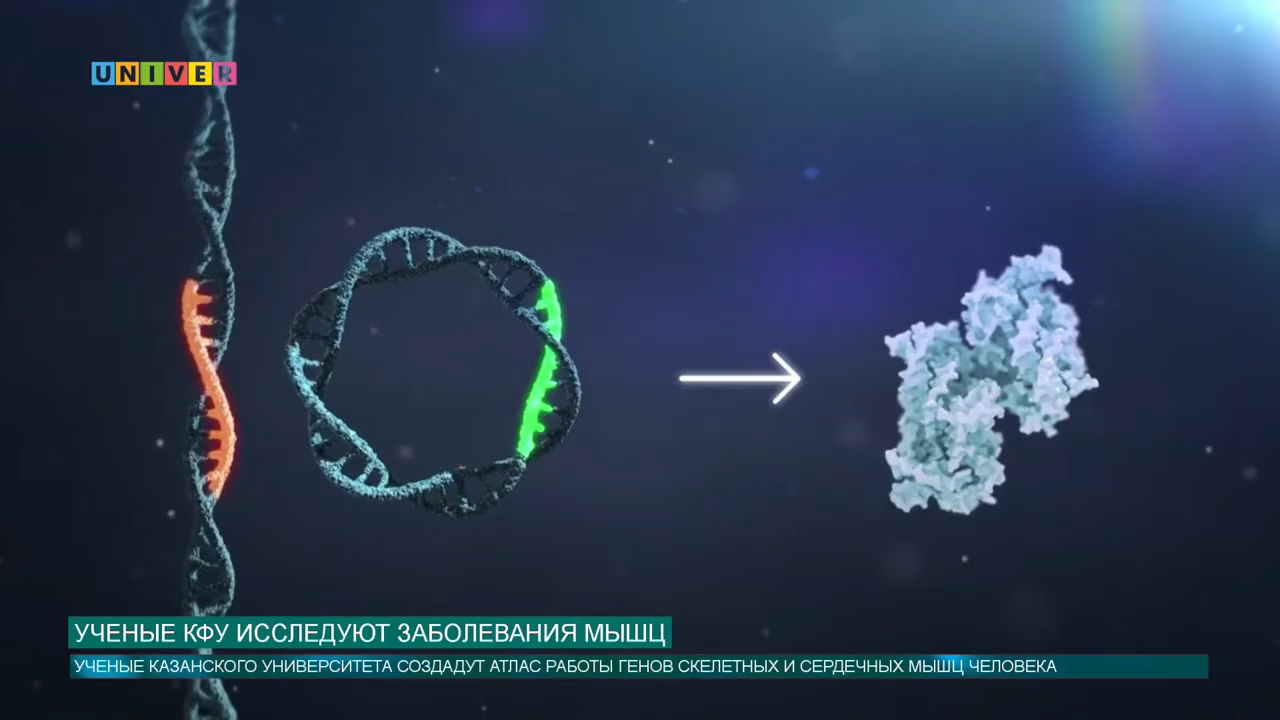 UNIVER
УЧЕНЫЕ КФУ ИССЛЕДУЮТ ЗАБОЛЕВАНИЯ МЫШЦ
УЧЕНЫЕ КАЗАНСКОГО УНИВЕРСИТЕТА СОЗДАДУТ АТЛАС РАБОТЫ ГЕНОВ СКЕЛЕТНЫХ И СЕРДЕЧНЫХ МЫШЦ ЧЕЛОВЕКА